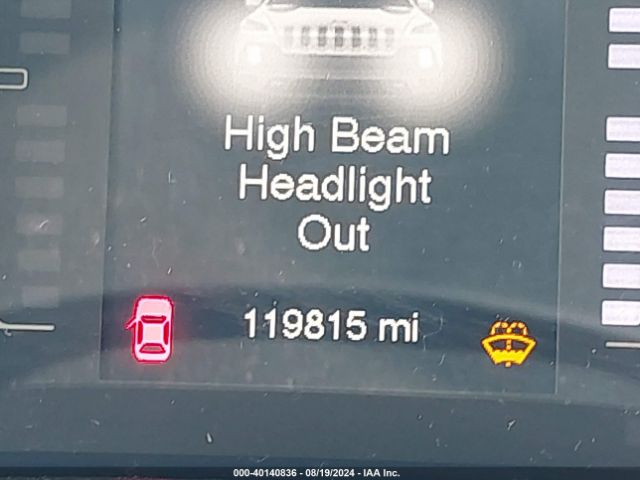 High Beam
Headlight
Out
119815 mi
000-40140836 - 08/19/2024 - IAA Inc.